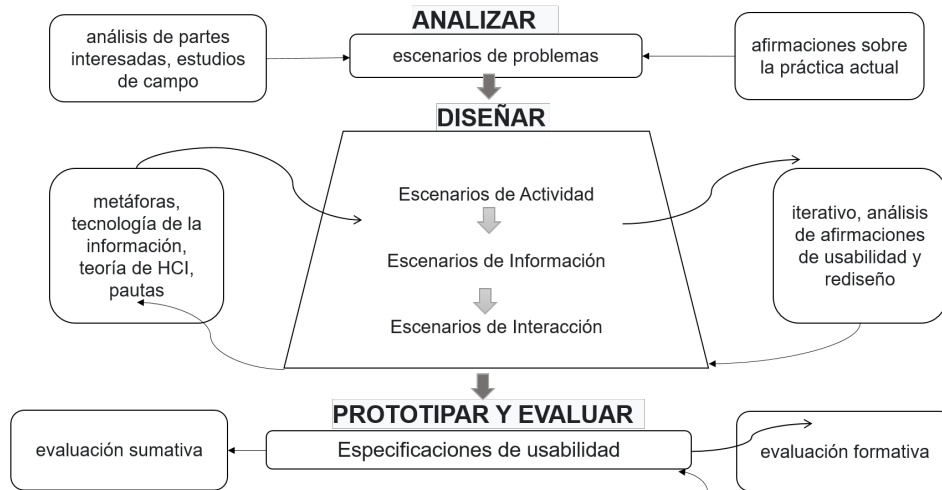 ANALIZAR
análisis de partes
interesadas, estudios
de campo
escenarios de problemas
afirmaciones sobre
la práctica actual
DISEÑAR
metáforas,
tecnología de la
información,
teoría de HCI,
pautas
Escenarios de Actividad
Escenarios de Información
Escenarios de Interacción
iterativo, análisis
de afirmaciones
de usabilidad y
rediseño
PROTOTIPAR Y EVALUAR
evaluación sumativa
Especificaciones de usabilidad
evaluación formativa